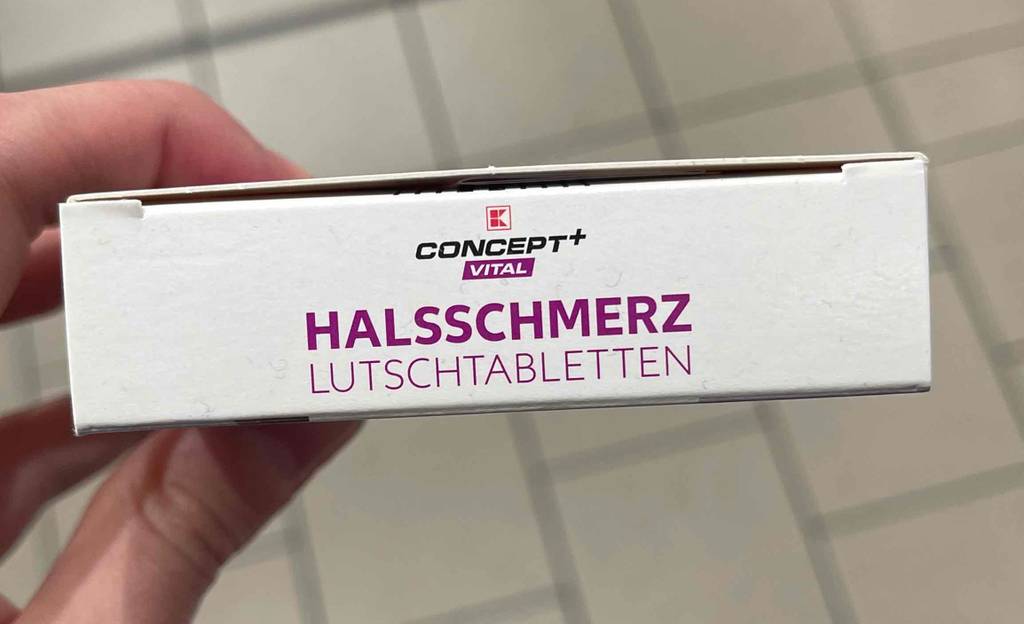 K
CONCEPT+
VITAL
HALSSCHMERZ
LUTSCHTABLETTEN